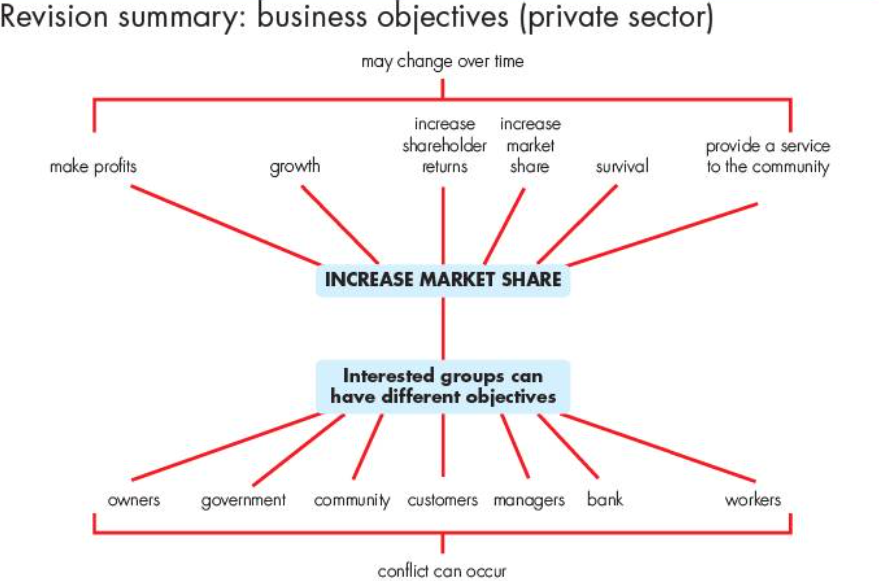 Revision summary: business objectives (private sector)
may change over time
make profits
growth
increase
shareholder
returns
increase
market
share
survival
provide a service
to the community
INCREASE MARKET SHARE
Interested groups can
have different objectives
owners
government
community
customers
managers
bank
workers
conflict can occur